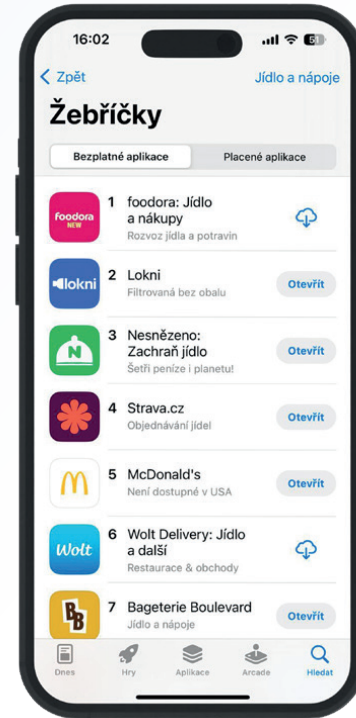 16:02
51
Zpět
Jídlo a nápoje
Žebříčky
Bezplatné aplikace
Placené aplikace
foodora
NEW
1 foodora: Jídlo
a nákupy
Rozvoz jídla a potravin
lokni
2 Lokni
Filtrovaná bez obalu
Otevřít
N
3 Nesnězeno:
Zachraň jídlo
Šetři peníze i planetu!
Otevřít
4 Strava.cz
Objednávání jídel
Otevřít
5 McDonald's
Není dostupné v USA
Otevřít
Wolt
6 Wolt Delivery: Jídlo
a další
Restaurace & obchody
BB
7 Bageterie Boulevard
Jídlo a nápoje
Otevřít
Dnes
Hry
Aplikace
Arcade
Hledat